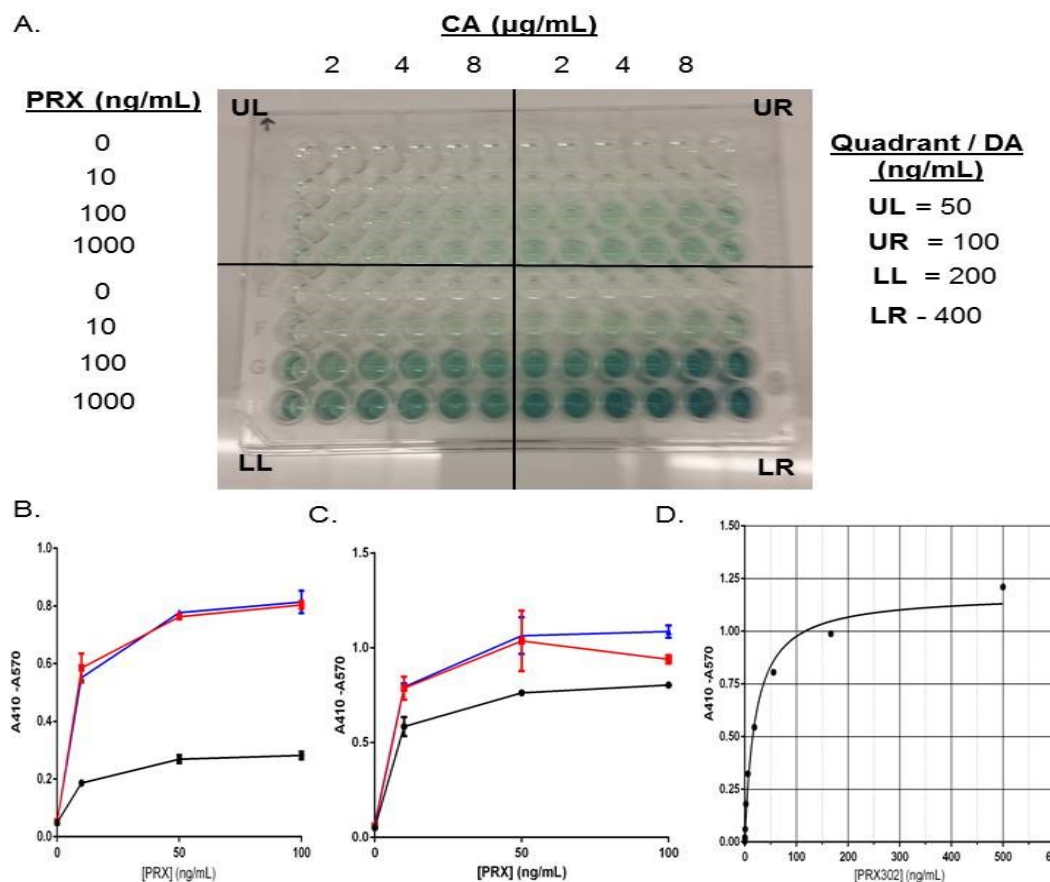 A.
CA (µg/mL)
2 4 8 2 4 8
PRX (ng/mL)
0
10
100
1000
0
10
100
1000
UL
UR
LL
LR
Quadrant / DA
(ng/mL)
UL = 50
UR = 100
LL = 200
LR - 400
F
G
B.
A410 -A570
1.0
0.8
0.6
0.4
0.2
0.0
0 50 100
[PRX] (ng/mL)
C.
A410 -A570
1.5
1.0
0.5
0.0
0 50 100
[PRX] (ng/mL)
D.
A410 -A570
1.50
1.25
1.00
0.75
0.50
0.25
0.00
0 100 200 300 400 500
[PRX302] (ng/mL)